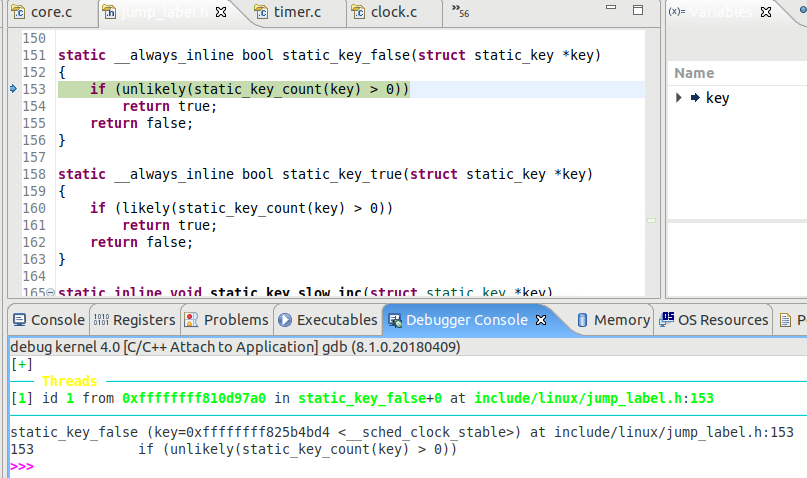 core.c jump_label.h timer.c clock.c »56 (x)= Variables
150
151 static __always_inline bool static_key_false(struct static_key *key)
152 {
153     if (unlikely(static_key_count(key) > 0))
154         return true;
155     return false;
156 }
157
158 static __always_inline bool static_key_true(struct static_key *key)
159 {
160     if (likely(static_key_count(key) > 0))
161         return true;
162     return false;
163 }
164
165 static inline void static_key_slow_inc(struct static_key *key)
Name
key
Console Registers Problems Executables Debugger Console Memory OS Resources P
debug kernel 4.0 [C/C++ Attach to Application] gdb (8.1.0.20180409)
[+]
Threads
[1] id 1 from 0xffffffff810d97a0 in static_key_false+0 at include/linux/jump_label.h:153
static_key_false (key=0xffffffff825b4bd4 <__sched_clock_stable>) at include/linux/jump_label.h:153
153             if (unlikely(static_key_count(key) > 0))
>>>